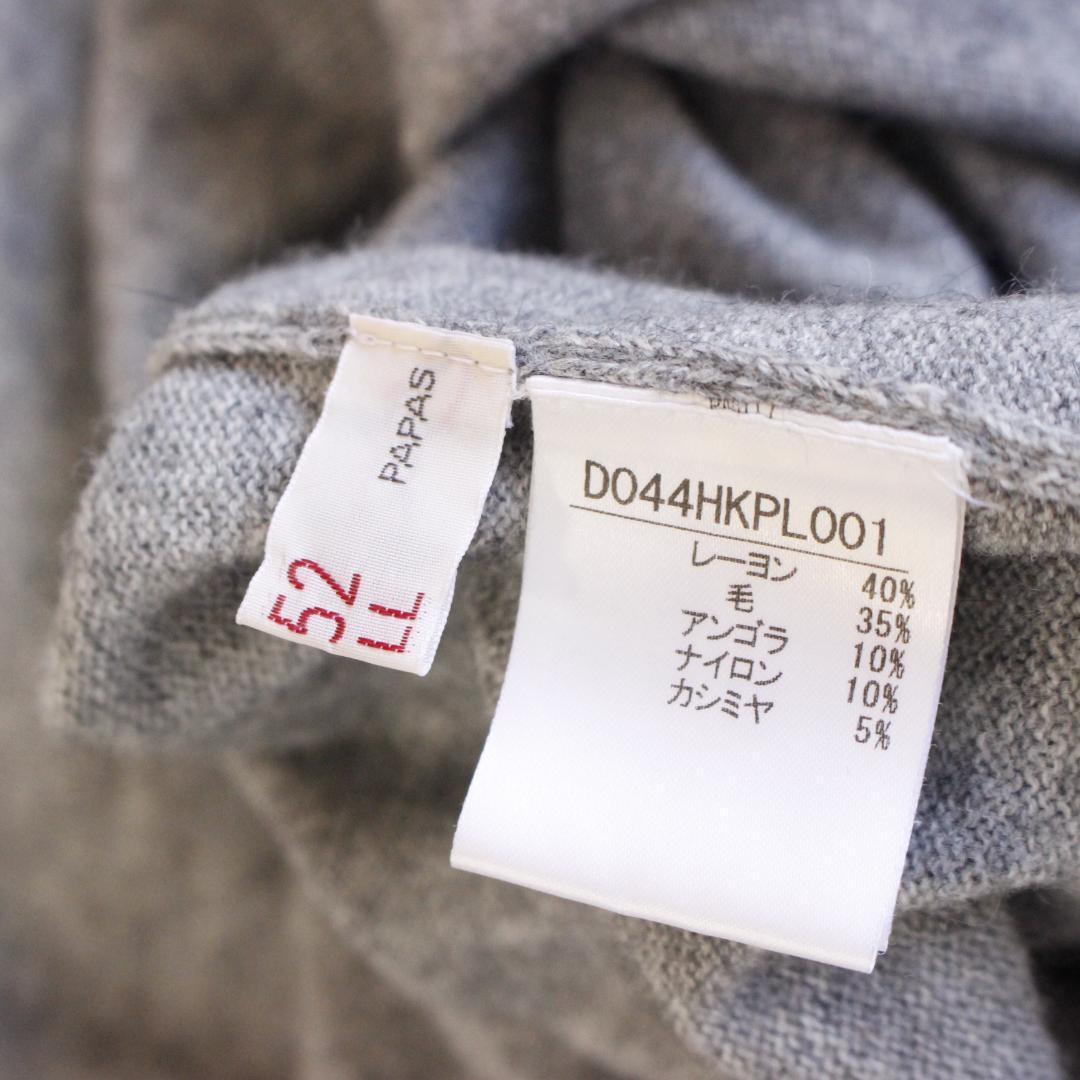 PAPAS
52
LL
D044HKPL001
レーヨン 40%
毛 35%
アンゴラ 10%
ナイロン 10%
カシミヤ 5%